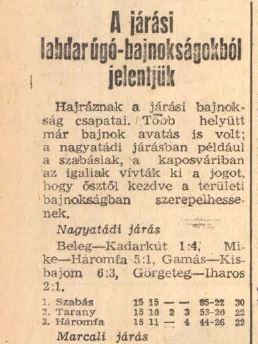 A járási
labdarúgó-bajnokságokból
jelentjük
Hajráznak a járási bajnok-
ság csapatai. Több helyütt
már bajnok avatás is volt;
a nagyatádi járásban például
a szabásiak, a kaposváriban
az igaliak vívták ki a jogot,
hogy ősztől kezdve a területi
bajnokságban szerepelhesse-
nek.
Nagyatádi járás
Beleg—Kadarkút 1:4, Mi-
ke—Háromfa 5:1, Gamás—Kis-
bajom 6:3, Görgeteg—Iharos
2:1.
1. Szabás 15 15 — — 85-22 30
2. Tarany 15 10 2 3 53-20 22
3. Háromfa 15 11 — 4 44-26 22
Marcali járás